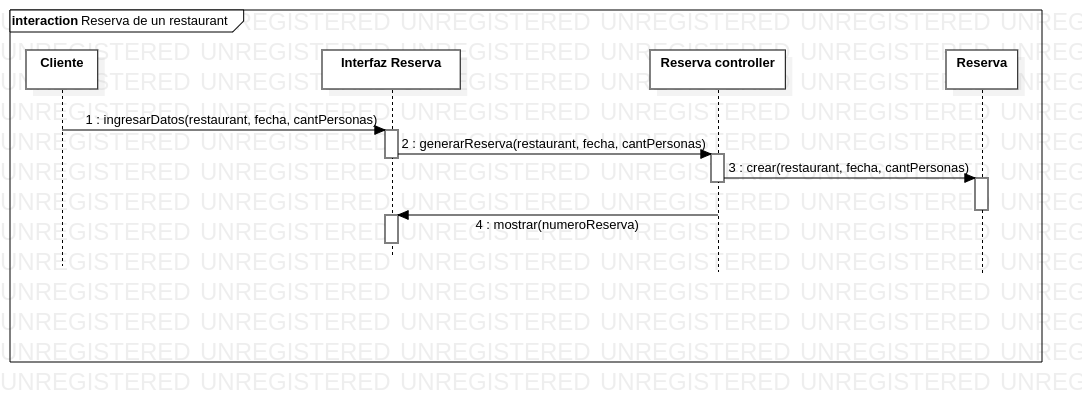 interaction Reserva de un restaurant
Cliente
Interfaz Reserva
Reserva controller
Reserva
1 : ingresarDatos(restaurant, fecha, cantPersonas)
2 : generarReserva(restaurant, fecha, cantPersonas)
3 : crear(restaurant, fecha, cantPersonas)
4 : mostrar(numeroReserva)
UNREGISTERED UNREGISTERED UNREGISTERED UNREGISTERED UNREGISTERED UNREGISTERED